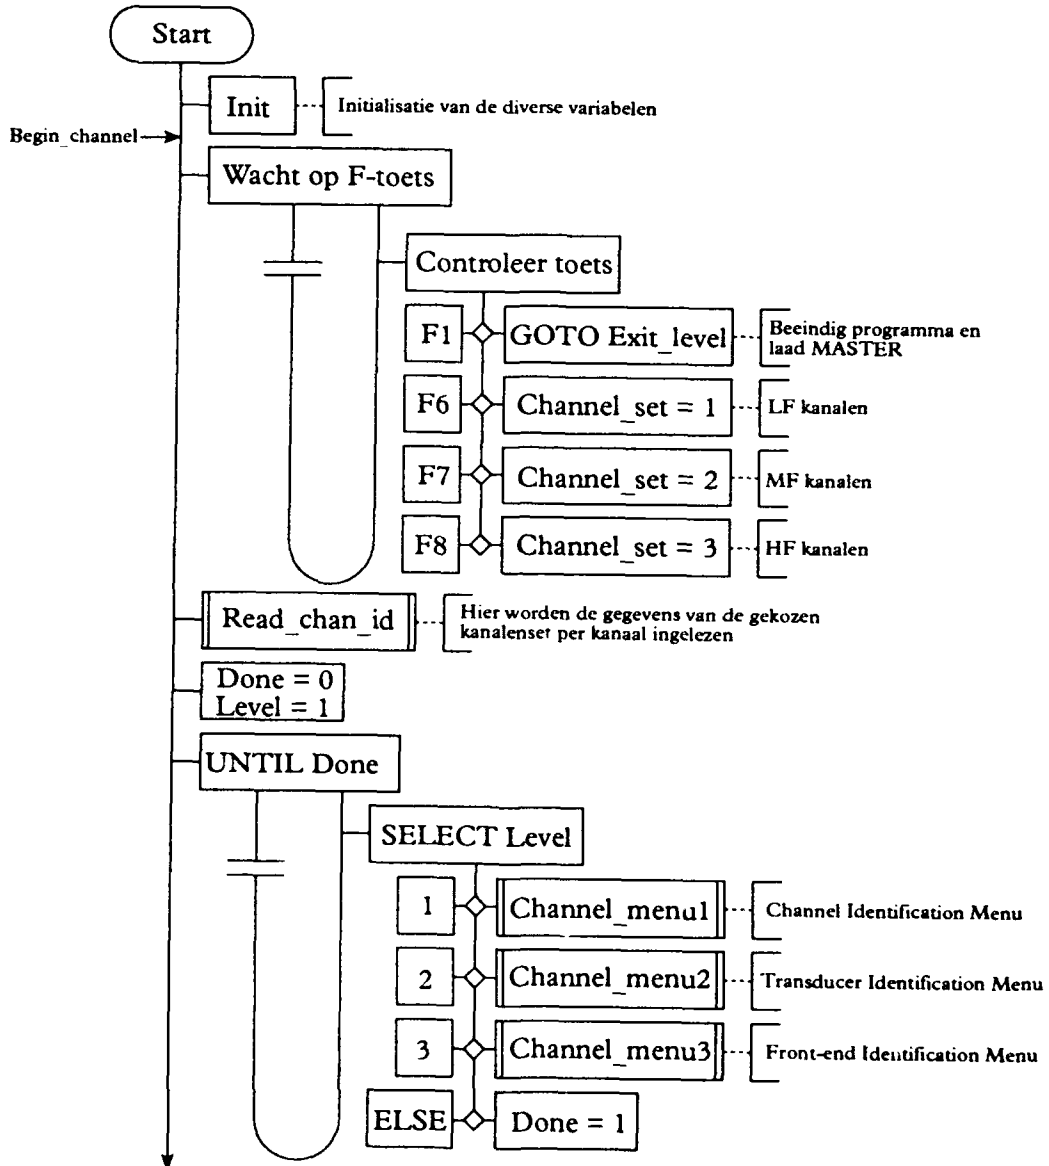 Start
Init
Initialisatie van de diverse variabelen
Begin_channel
Wacht op F-toets
Controleer toets
F1
GOTO Exit_level
Beeindig programma en
laad MASTER
F6
Channel_set = 1
LF kanalen
F7
Channel_set = 2
MF kanalen
F8
Channel_set = 3
HF kanalen
Read_chan_id
Hier worden de gegevens van de gekozen
kanalenset per kanaal ingelezen
Done = 0
Level = 1
UNTIL Done
SELECT Level
1
Channel_menu1
Channel Identification Menu
2
Channel_menu2
Transducer Identification Menu
3
Channel_menu3
Front-end Identification Menu
ELSE
Done = 1